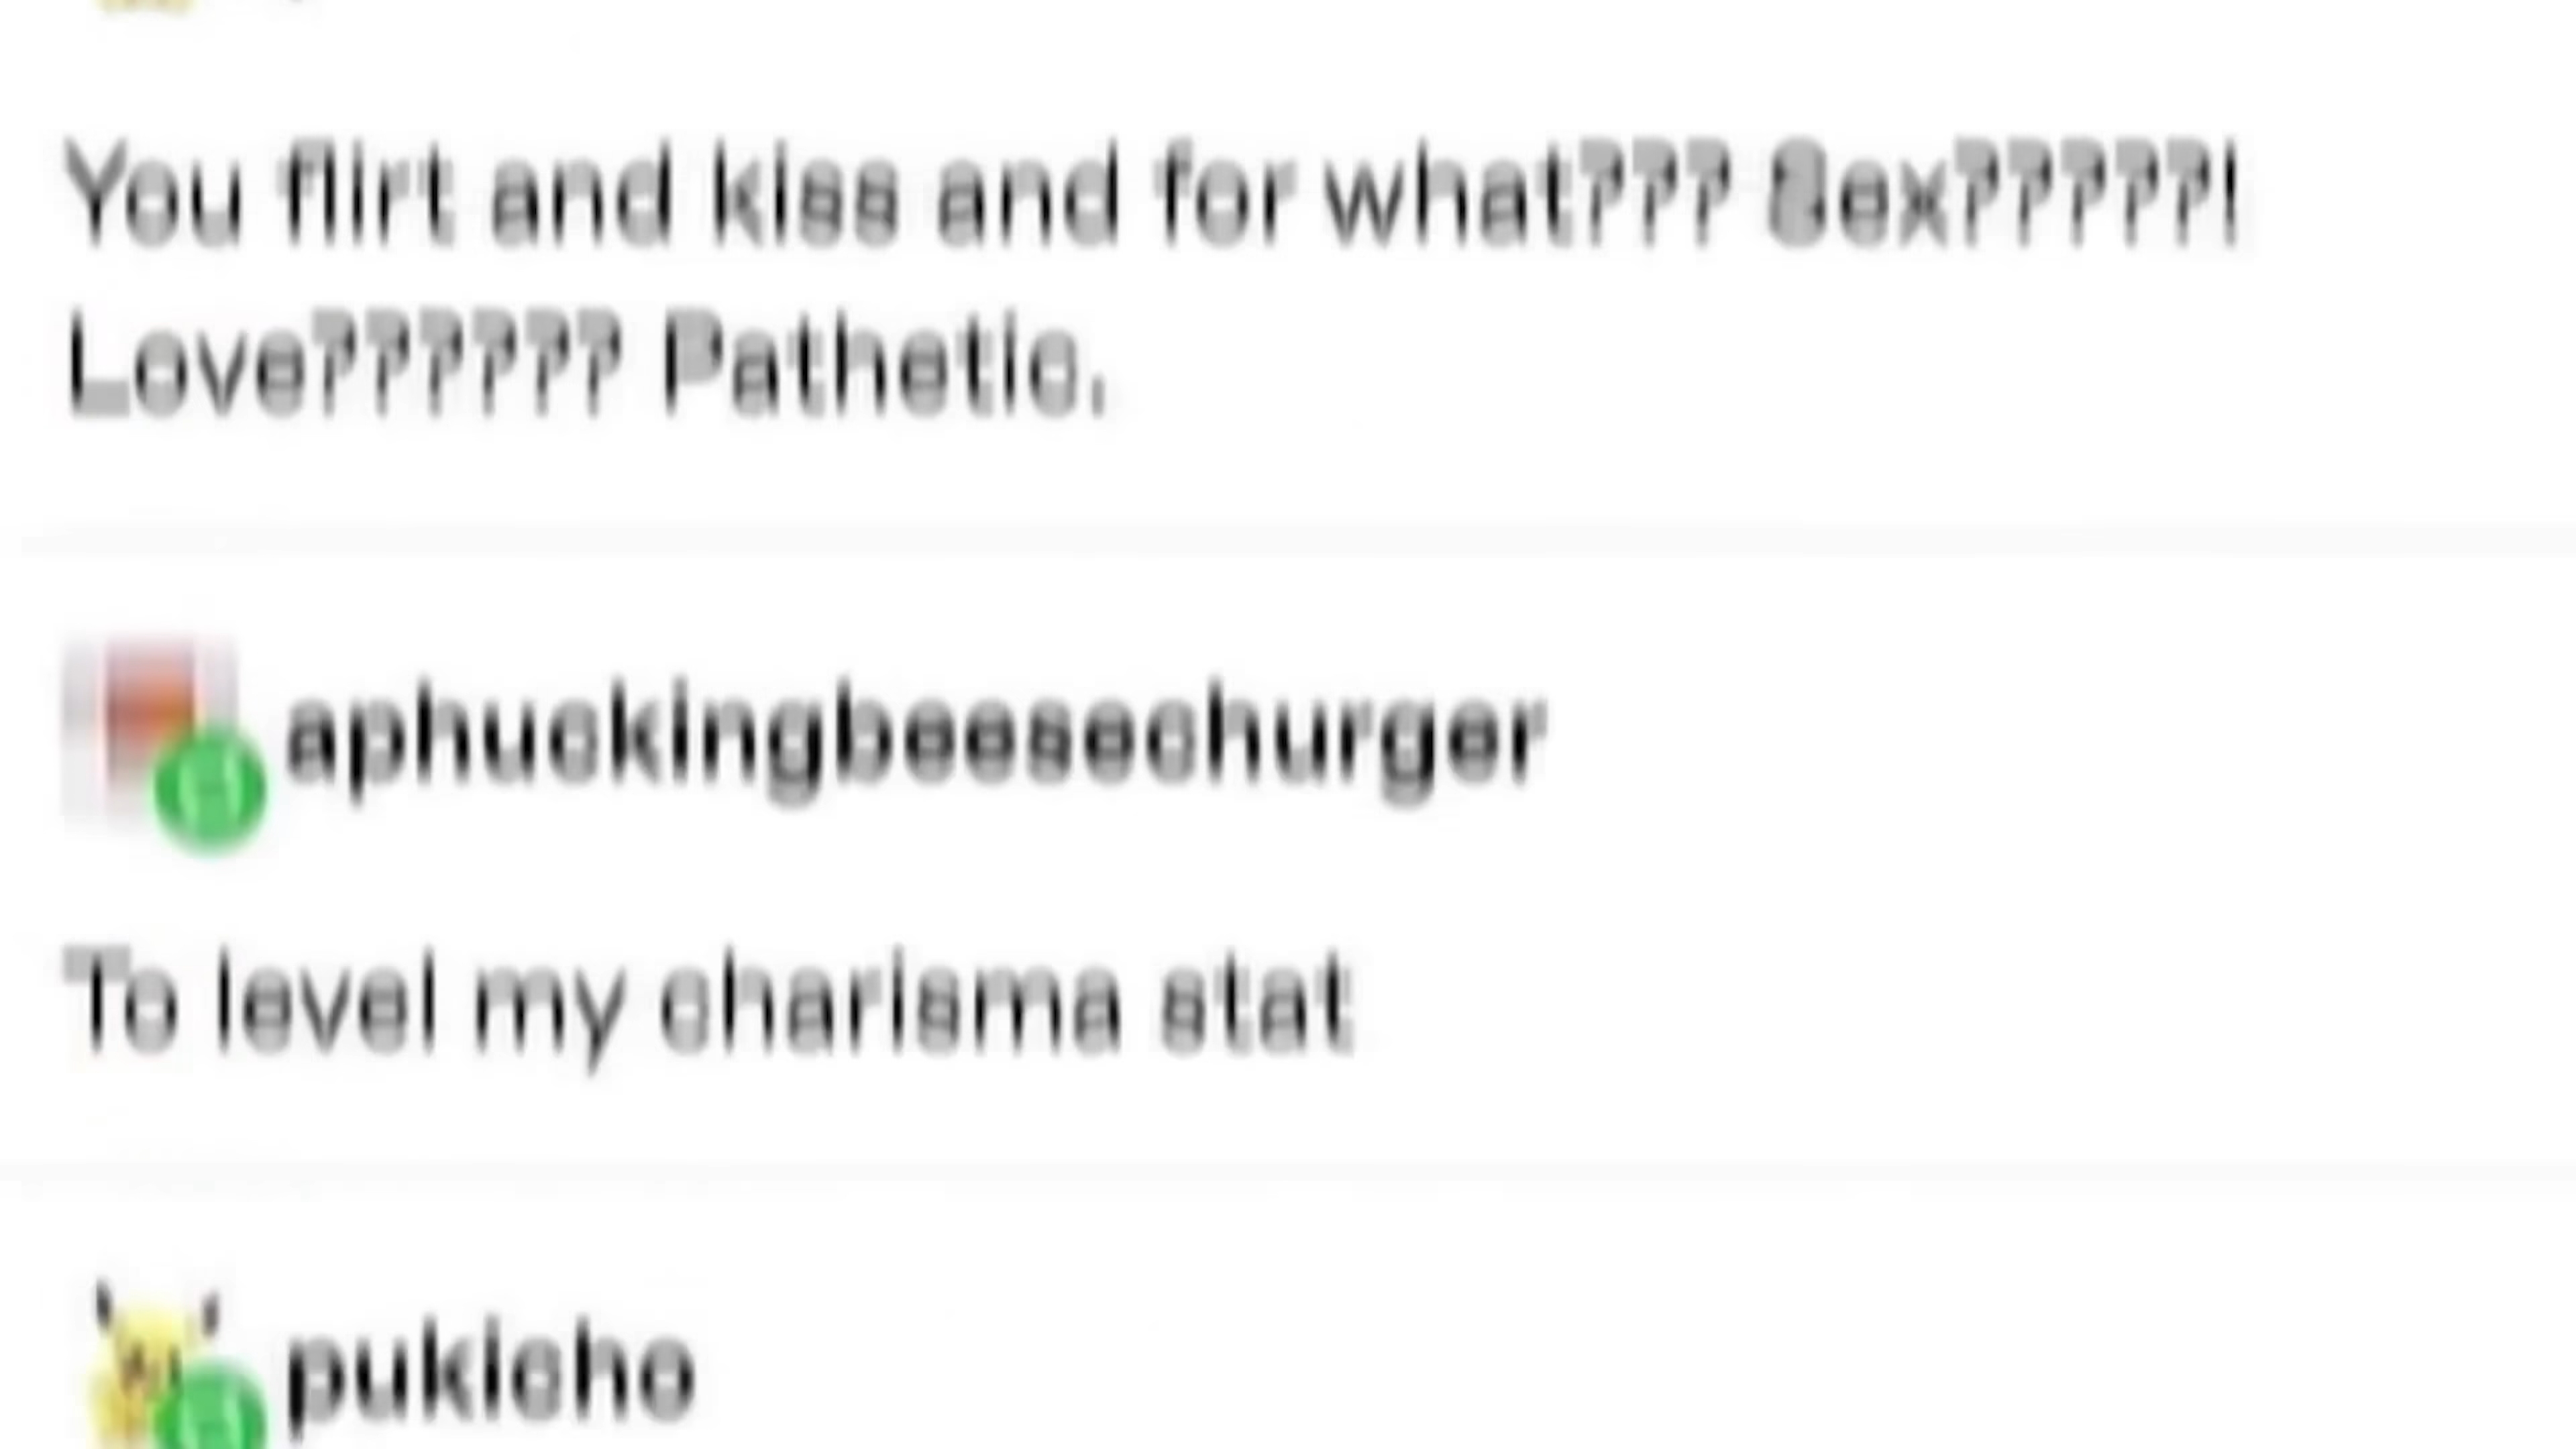 You flirt and kiss and for what??? Sex?????!
Love?????? Pathetic.
aphuckingbeesechurger
To level my charisma stat
pukicho